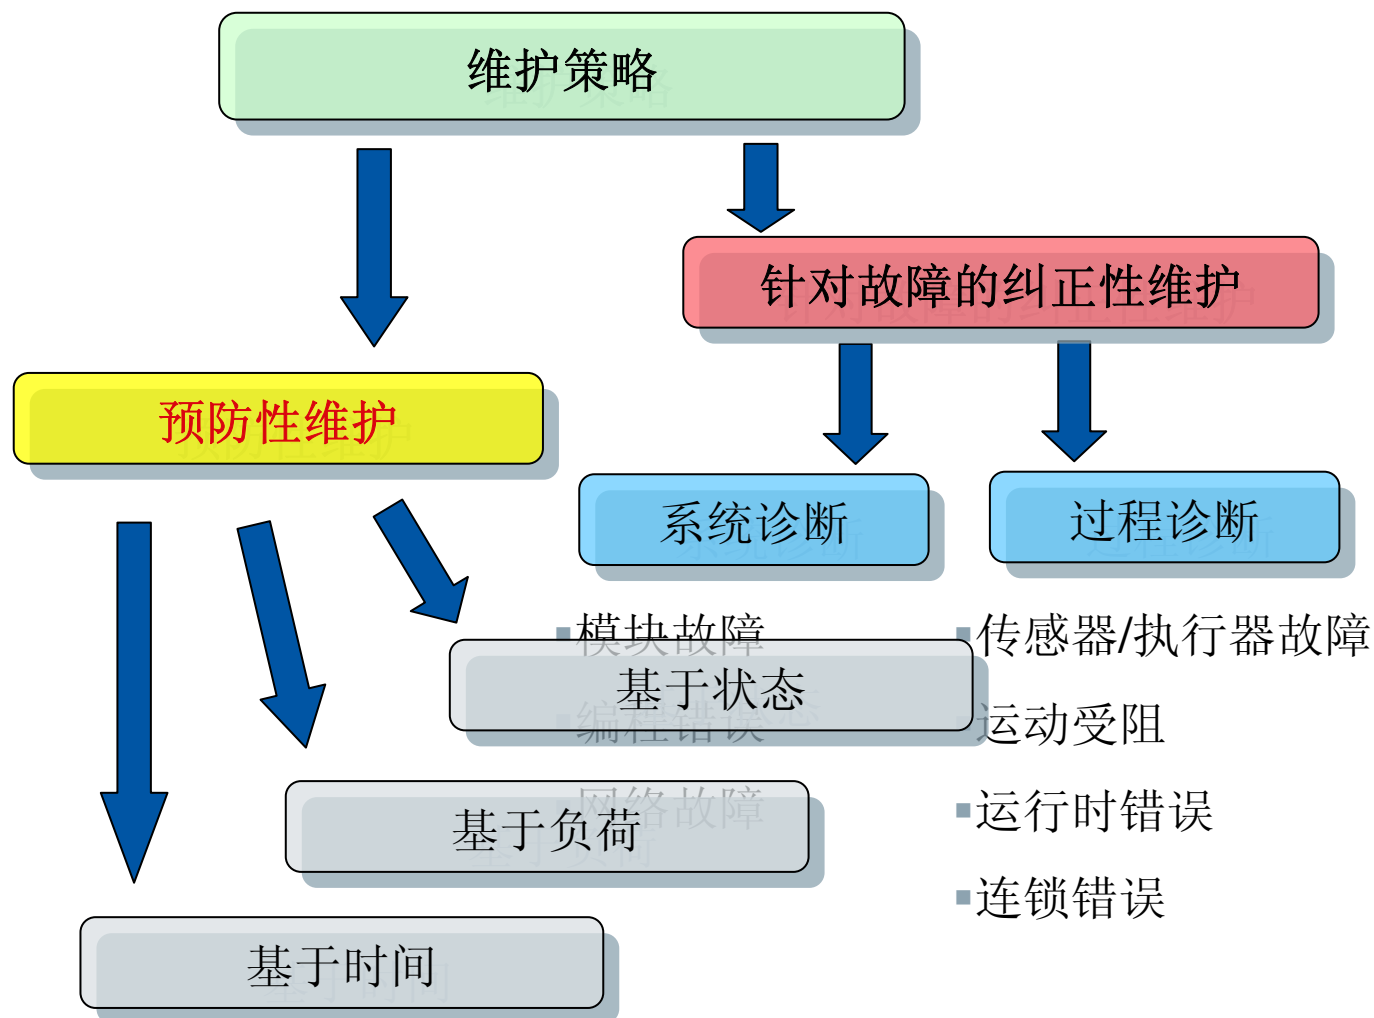 维护策略
针对故障的纠正性维护
预防性维护
系统诊断
过程诊断
▪模块故障
▪传感器/执行器故障
基于状态
▪编程错误
▪运动受阻
▪网络故障
▪运行时错误
基于负荷
▪连锁错误
基于时间